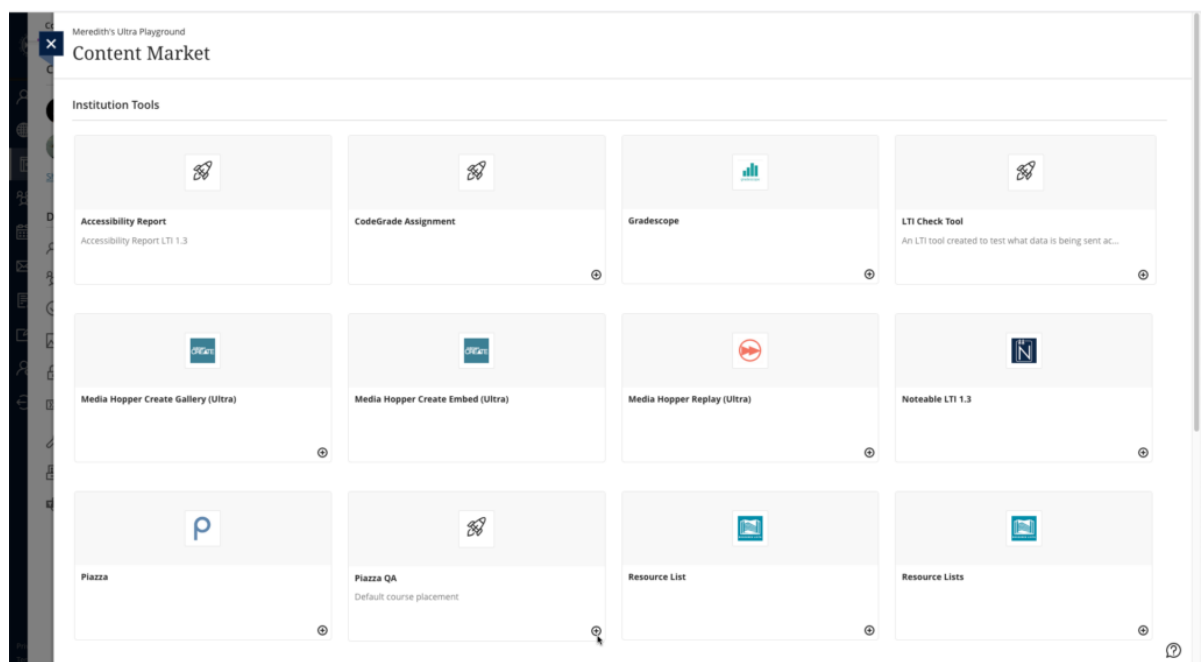 Meredith's Ultra Playground
Content Market
Institution Tools
Accessibility Report
Accessibility Report LTI 1.3
CodeGrade Assignment
Gradescope
LTI Check Tool
An LTI tool created to test what data is being sent ac...
Media Hopper Create Gallery (Ultra)
Media Hopper Create Embed (Ultra)
Media Hopper Replay (Ultra)
Noteable LTI 1.3
Piazza
Piazza QA
Default course placement
Resource List
Resource Lists